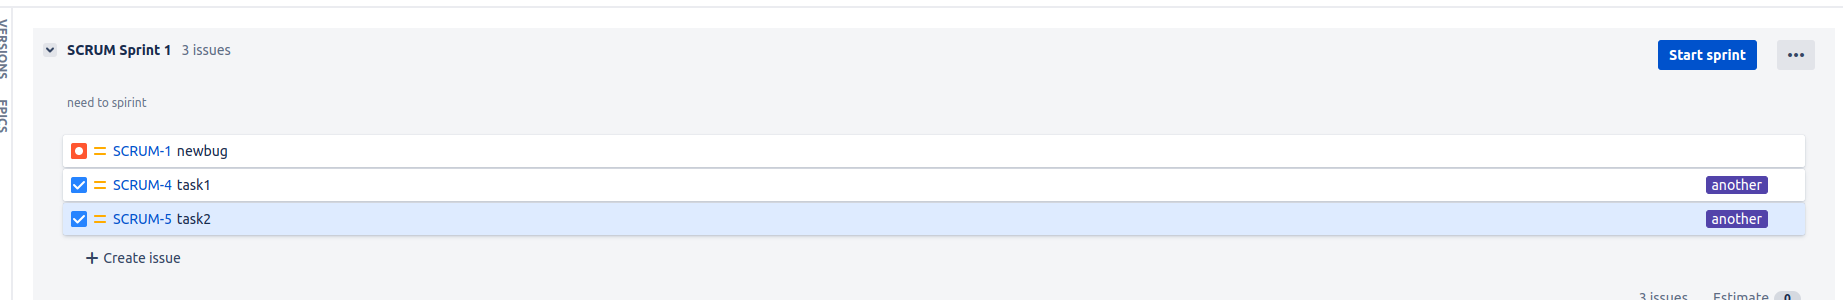 VERSIONS
EPICS
SCRUM Sprint 1 3 issues
Start sprint
need to spirint
SCRUM-1 newbug
SCRUM-4 task1 another
SCRUM-5 task2 another
Create issue
3 issues Estimate 0